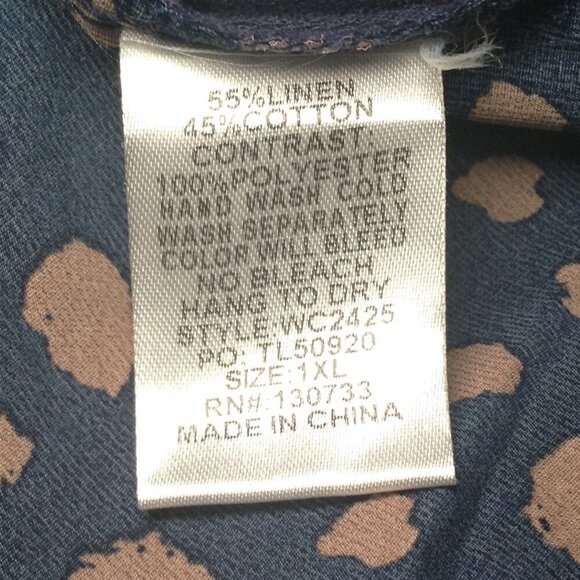 55%LINEN
45%COTTON
CONTRAST:
100%POLYESTER
HAND WASH COLD
WASH SEPARATELY
COLOR WILL BLEED
NO BLEACH
HANG TO DRY
STYLE:WC2425
PO: TL50920
SIZE:1XL
RN#:130733
MADE IN CHINA